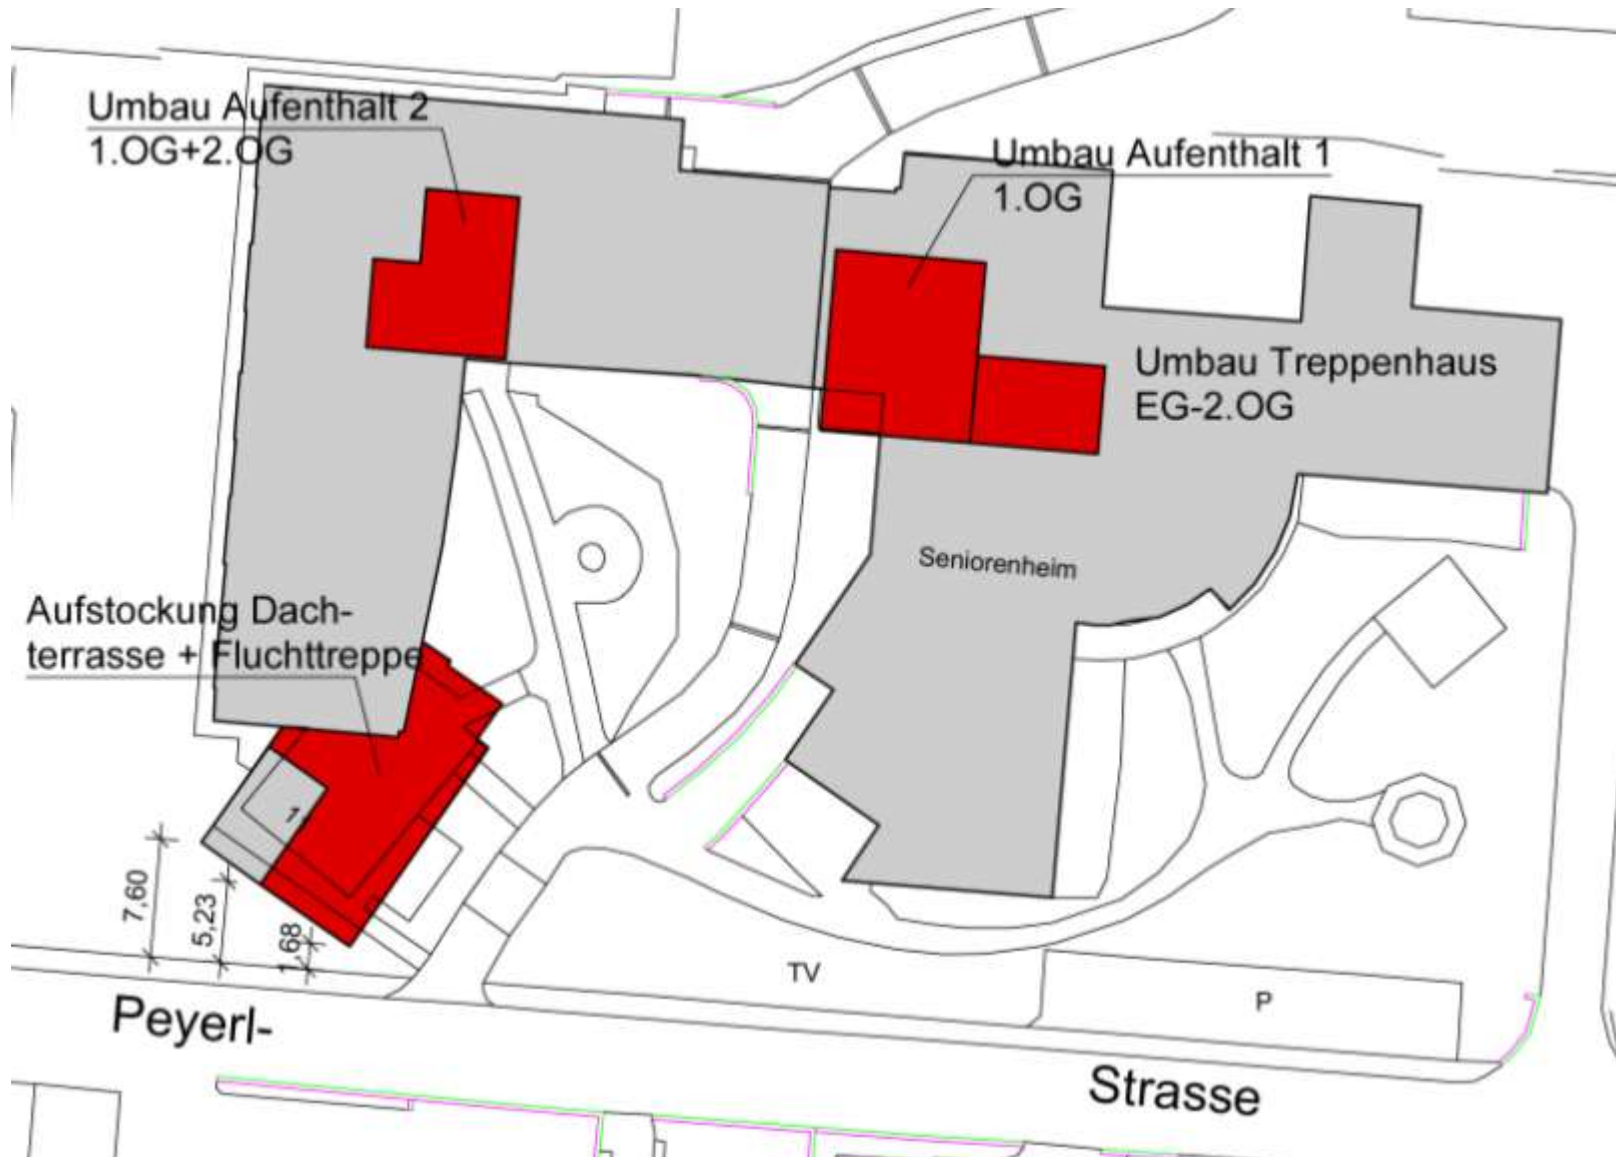 Umbau Aufenthalt 2
1.OG+2.OG
Umbau Aufenthalt 1
1.OG
Umbau Treppenhaus
EG-2.OG
Seniorenheim
Aufstockung Dach-
terrasse + Fluchttreppe
1
7,60
5,23
1,68
TV
P
Peyerl-
Strasse